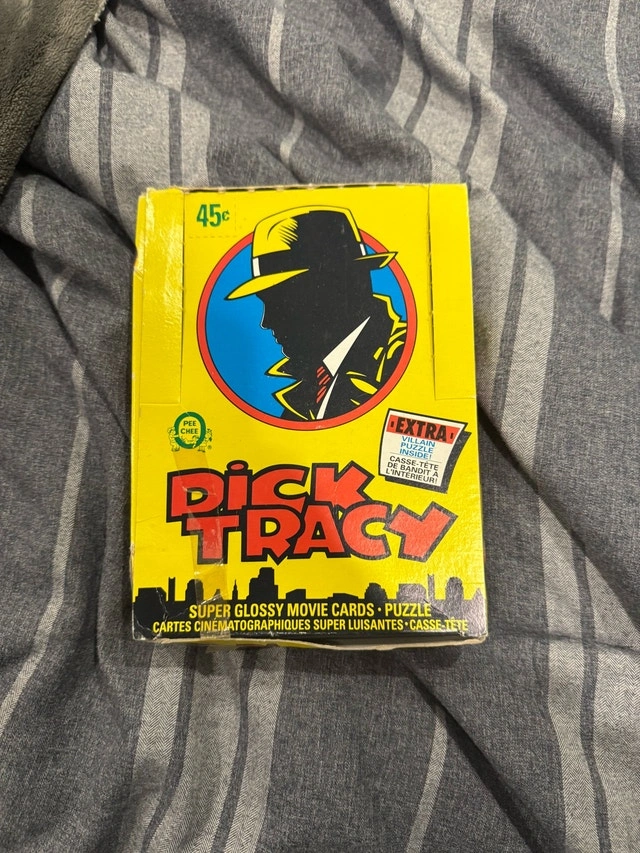 45¢
PEE
CHEE
EXTRA
VILLAIN
PUZZLE
INSIDE!
CASSE-TÊTE
DE BANDIT À
L'INTÉRIEUR!
DiCK
TRACY
SUPER GLOSSY MOVIE CARDS • PUZZLE
CARTES CINÉMATOGRAPHIQUES SUPER LUISANTES • CASSE-TÊTE